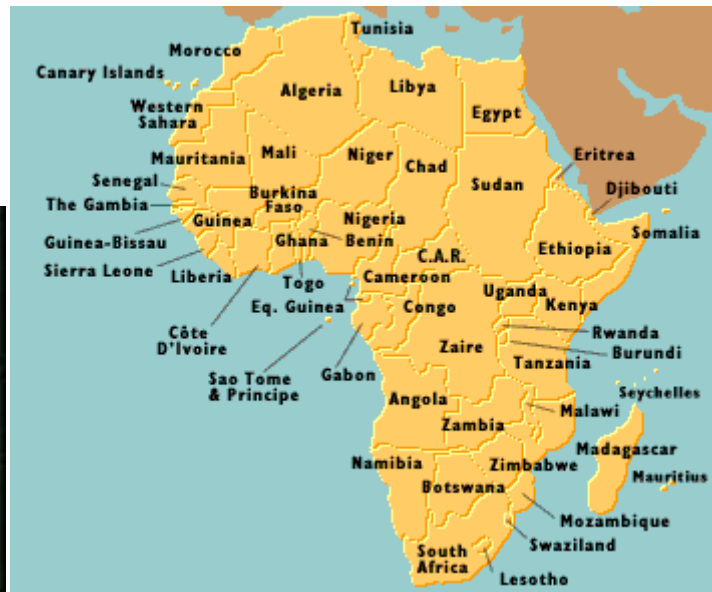 Tunisia
Morocco
Canary Islands
Algeria
Libya
Egypt
Western
Sahara
Mauritania
Mali
Niger
Chad
Sudan
Eritrea
Senegal
Djibouti
The Gambia
Burkina
Faso
Guinea
Nigeria
Somalia
Guinea-Bissau
Ghana
Benin
Ethiopia
Sierra Leone
Liberia
C.A.R.
Togo
Cameroon
Uganda
Eq. Guinea
Congo
Kenya
Côte
D'Ivoire
Rwanda
Zaire
Burundi
Gabon
Tanzania
Sao Tome
& Principe
Seychelles
Angola
Malawi
Zambia
Madagascar
Namibia
Zimbabwe
Mauritius
Botswana
Mozambique
Swaziland
South
Africa
Lesotho